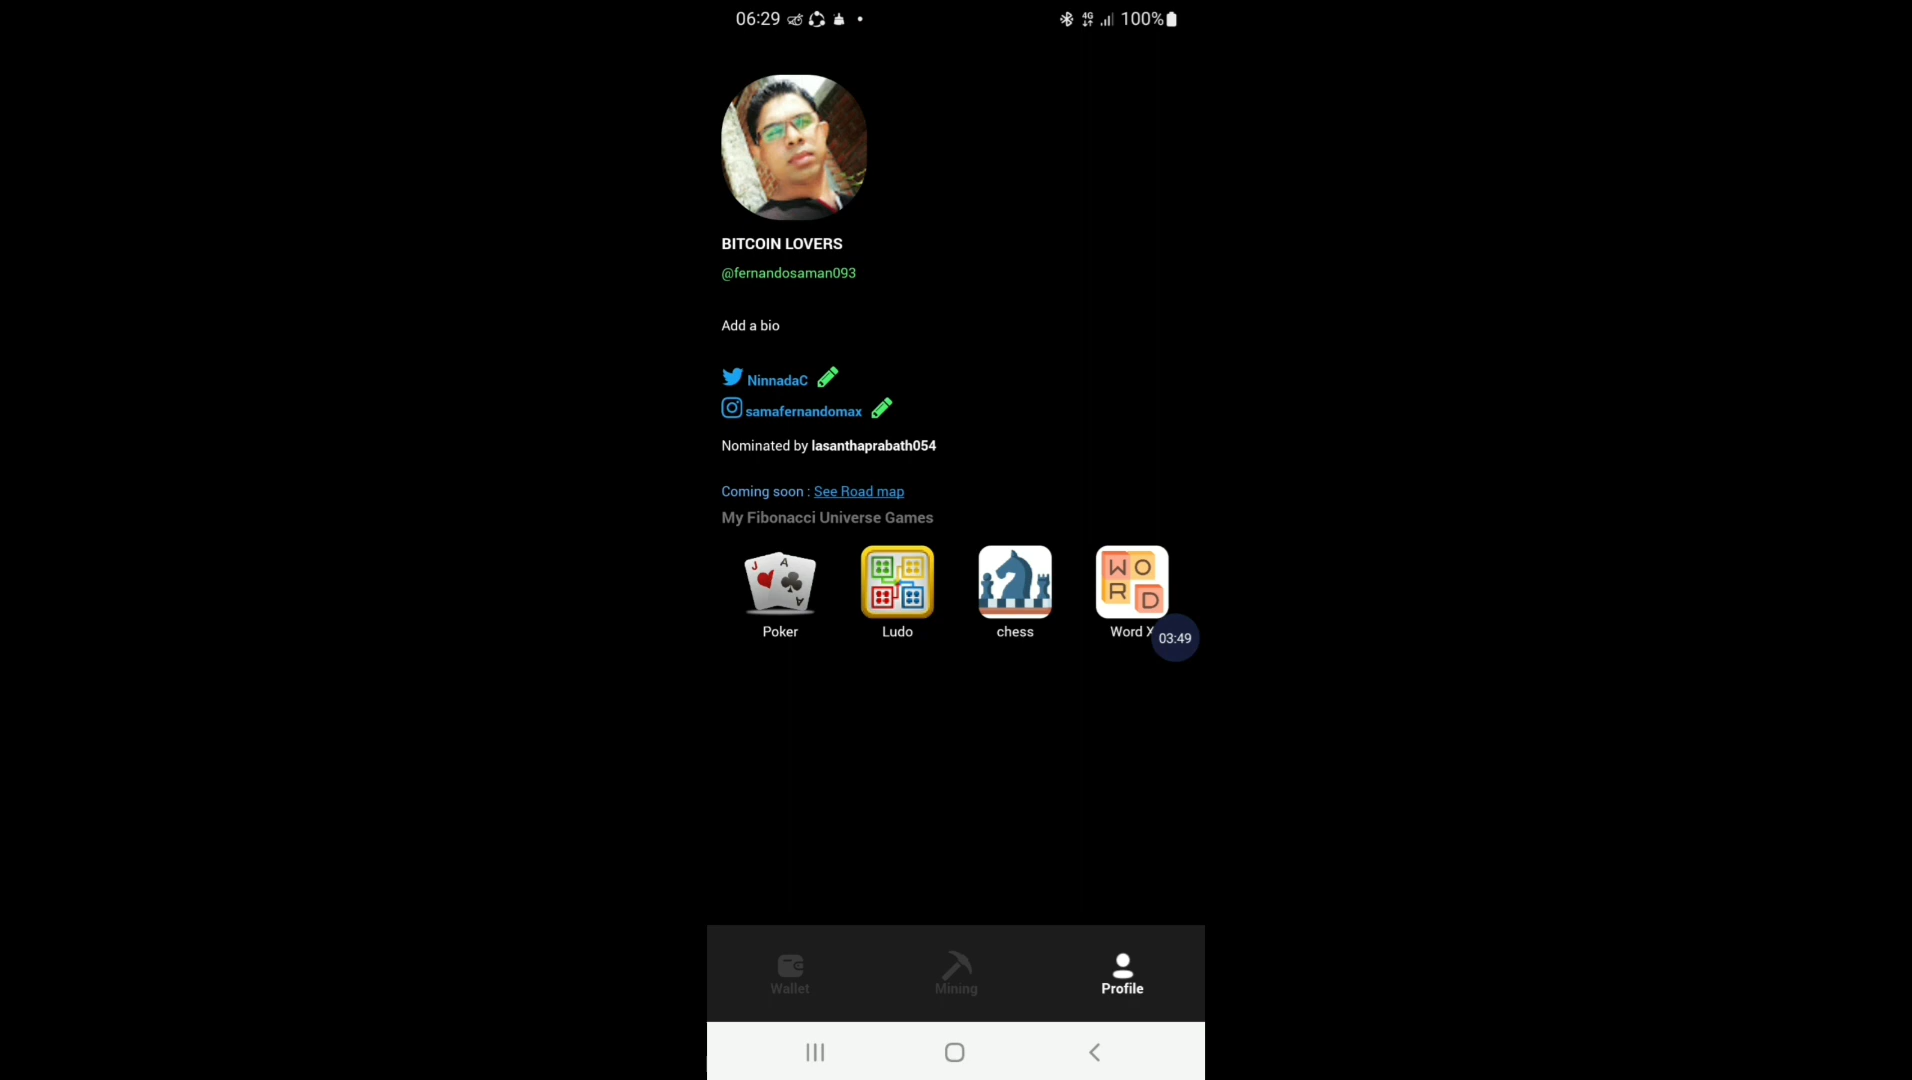 06:29
4G 100%
BITCOIN LOVERS
@fernandosaman093
Add a bio
NinnadaC
samafernandomax
Nominated by lasanthaprabath054
Coming soon : See Road map
My Fibonacci Universe Games
J A A
W O R D
Poker Ludo chess Word X
03:49
Wallet Mining Profile